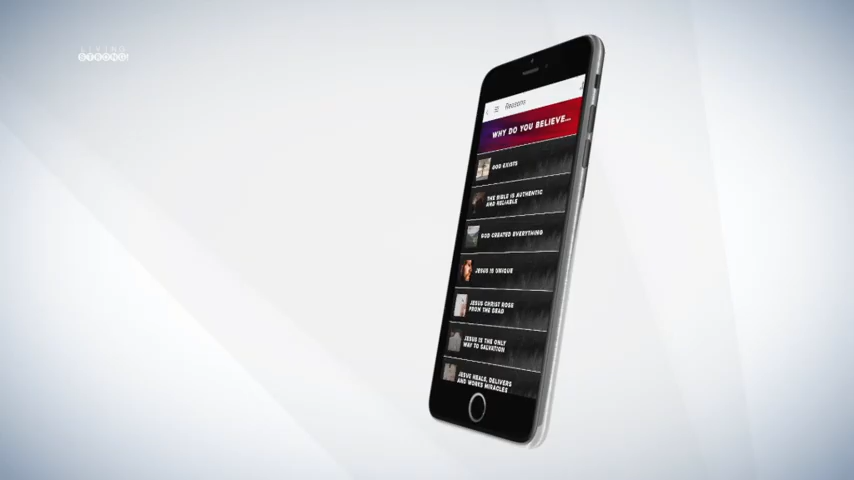 LIVING
STRONG!
Reasons
WHY DO YOU BELIEVE...
GOD EXISTS
THE BIBLE IS AUTHENTIC
AND RELIABLE
GOD CREATED EVERYTHING
JESUS IS UNIQUE
JESUS CHRIST ROSE
FROM THE DEAD
JESUS IS THE ONLY
WAY TO SALVATION
JESUS HEALS, DELIVERS
AND WORKS MIRACLES